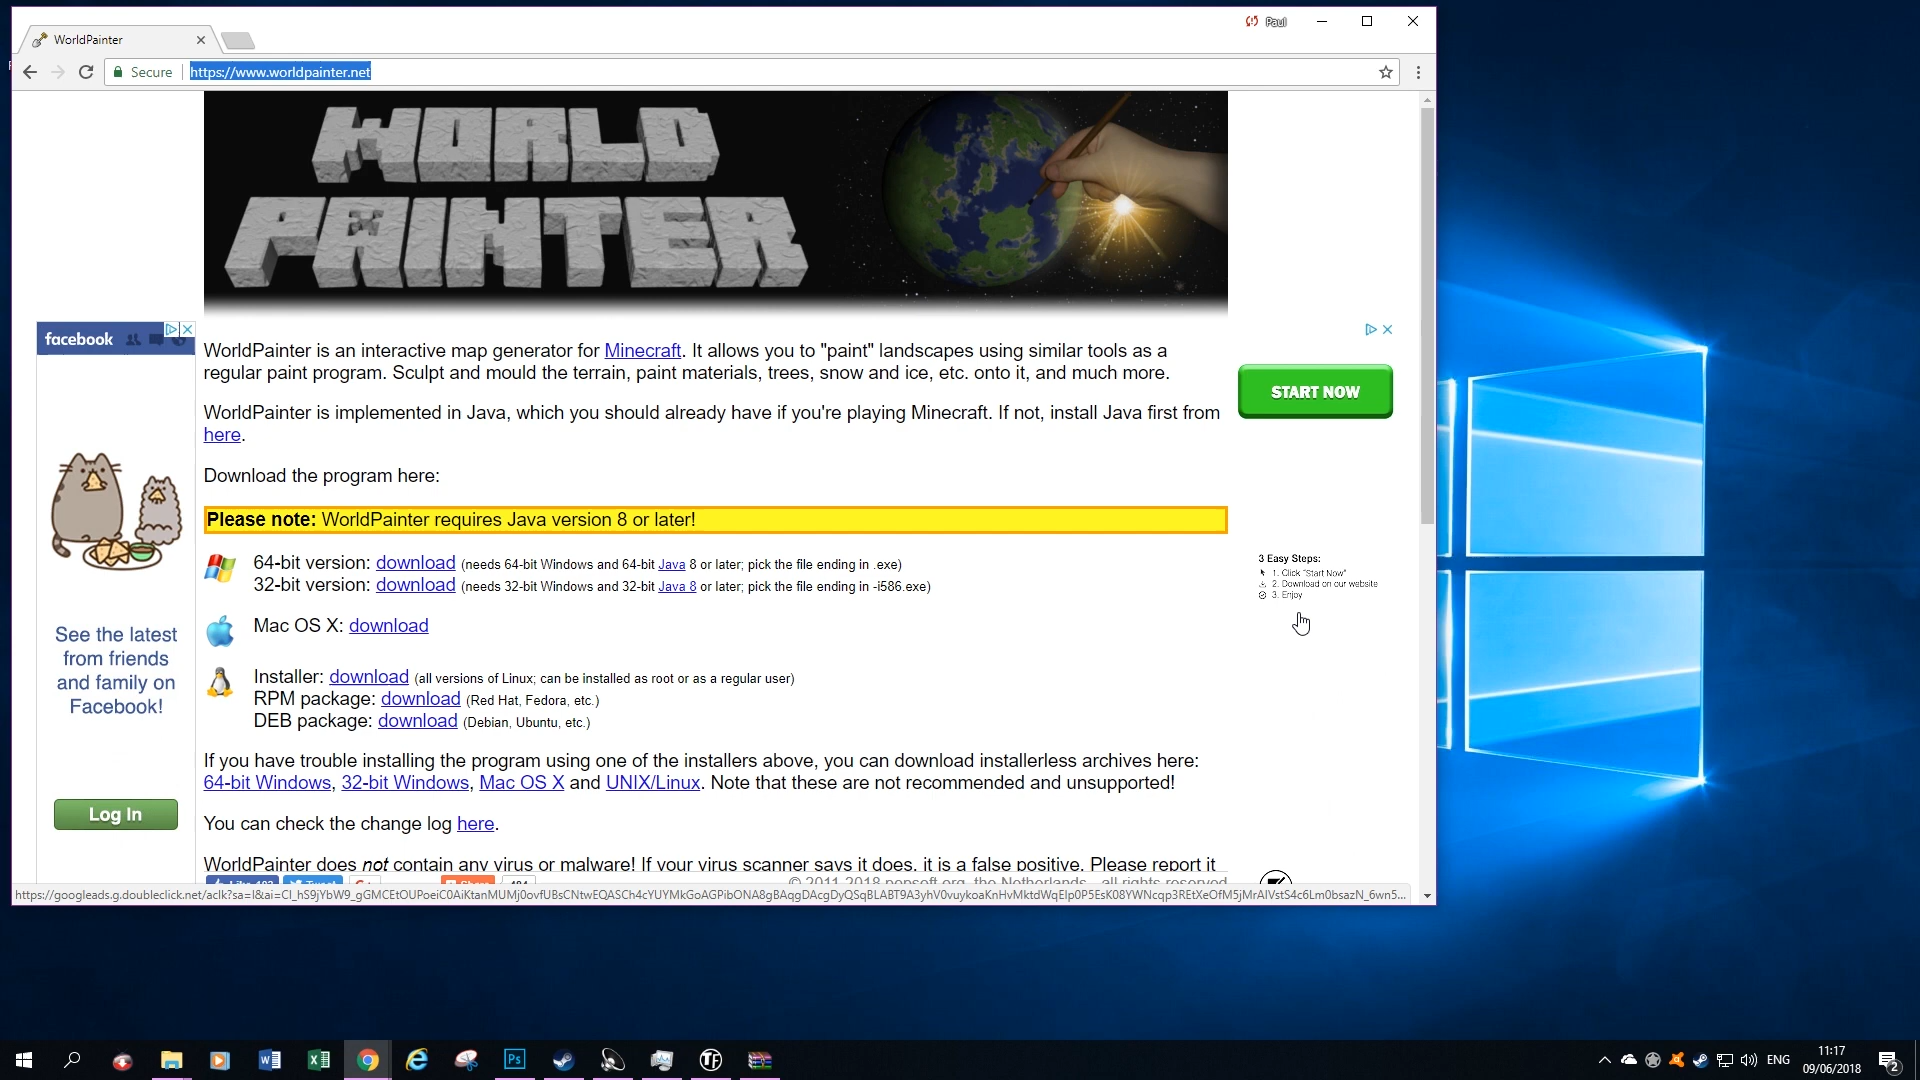 Paul
WorldPainter
Secure
https://www.worldpainter.net
WORLD
PAINTER
facebook
WorldPainter is an interactive map generator for Minecraft. It allows you to "paint" landscapes using similar tools as a
regular paint program. Sculpt and mould the terrain, paint materials, trees, snow and ice, etc. onto it, and much more.
WorldPainter is implemented in Java, which you should already have if you're playing Minecraft. If not, install Java first from
here.
START NOW
Download the program here:
Please note: WorldPainter requires Java version 8 or later!
64-bit version: download (needs 64-bit Windows and 64-bit Java 8 or later; pick the file ending in .exe)
32-bit version: download (needs 32-bit Windows and 32-bit Java 8 or later; pick the file ending in -i586.exe)
3 Easy Steps:
1. Click "Start Now"
2. Download on our website
3. Enjoy
Mac OS X: download
See the latest
from friends
and family on
Facebook!
Installer: download (all versions of Linux; can be installed as root or as a regular user)
RPM package: download (Red Hat, Fedora, etc.)
DEB package: download (Debian, Ubuntu, etc.)
If you have trouble installing the program using one of the installers above, you can download installerless archives here:
64-bit Windows, 32-bit Windows, Mac OS X and UNIX/Linux. Note that these are not recommended and unsupported!
Log In
You can check the change log here.
WorldPainter does not contain any virus or malware! If your virus scanner says it does, it is a false positive. Please report it
© 2011-2018 pepsoft.org, the Netherlands - all rights reserved
ENG
11:17
09/06/2018
2